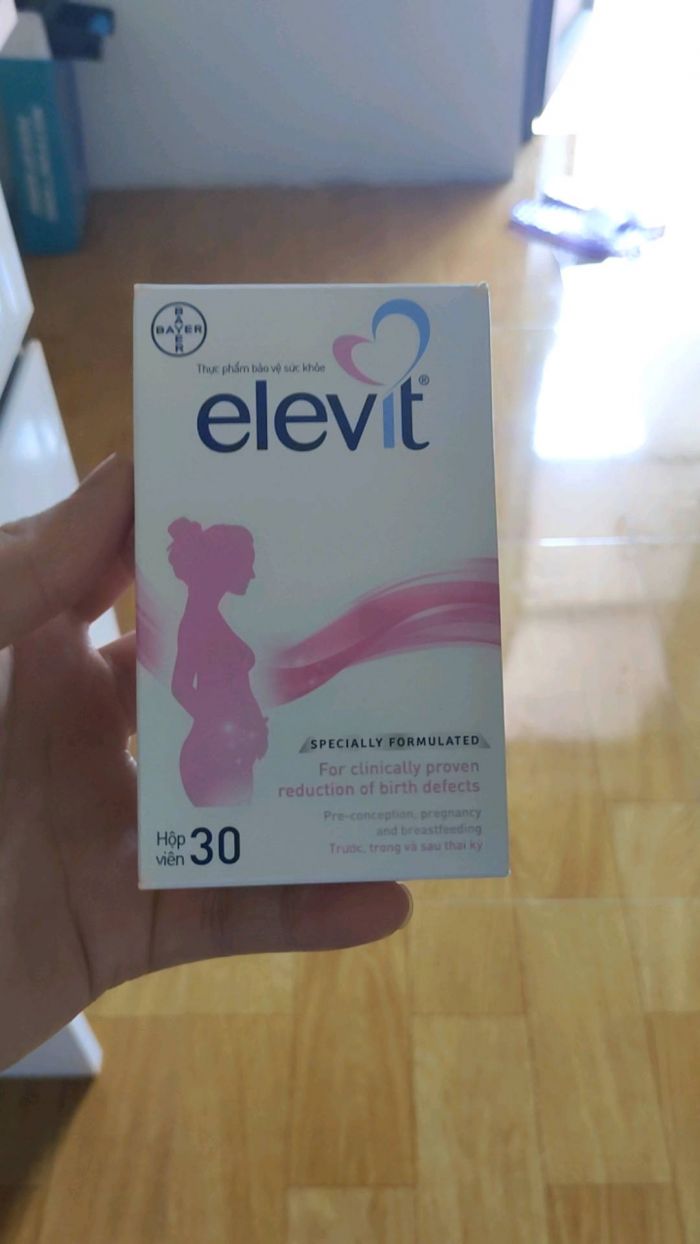 BAYER
BAYER
Thực phẩm bảo vệ sức khỏe
elevit®
SPECIALLY FORMULATED
For clinically proven
reduction of birth defects
Pre-conception, pregnancy
and breastfeeding
Trước, trong và sau thai kỳ
Hộp
viên 30